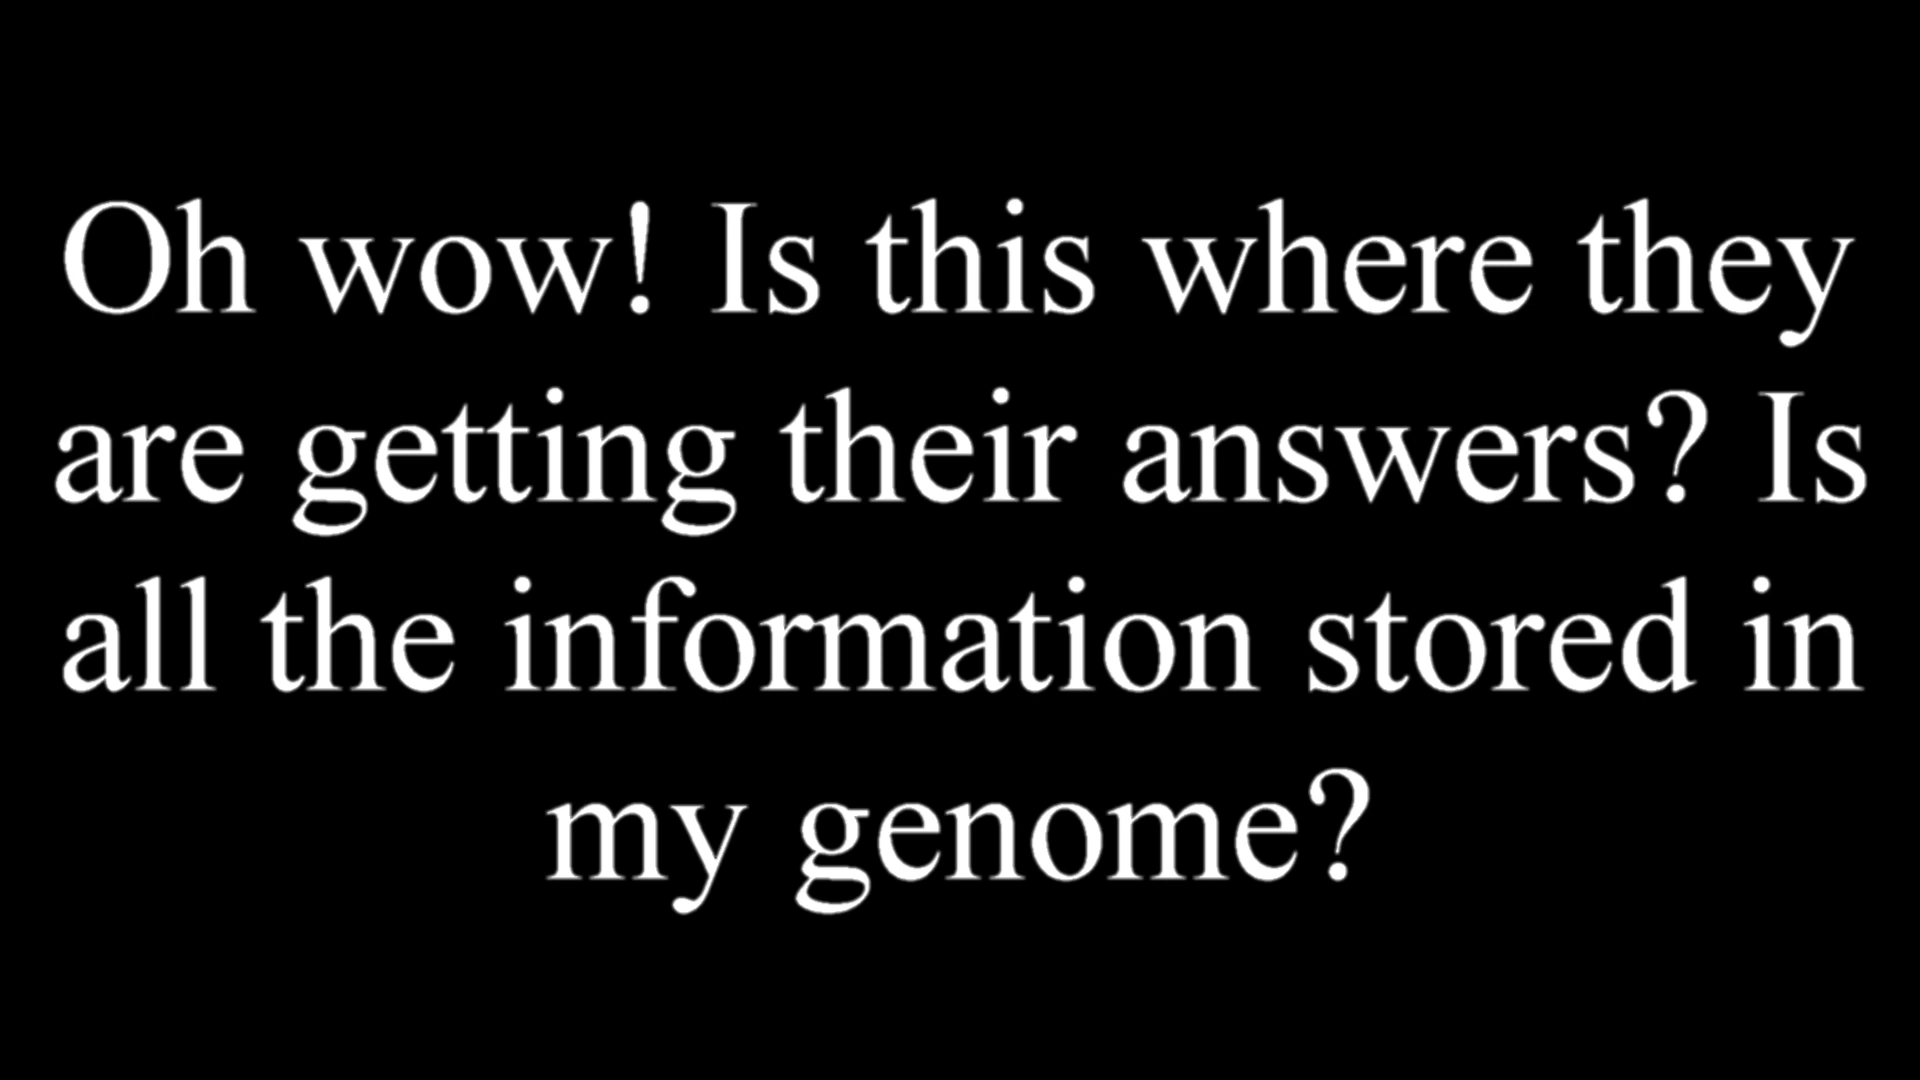 Oh wow! Is this where they
are getting their answers? Is
all the information stored in
my genome?